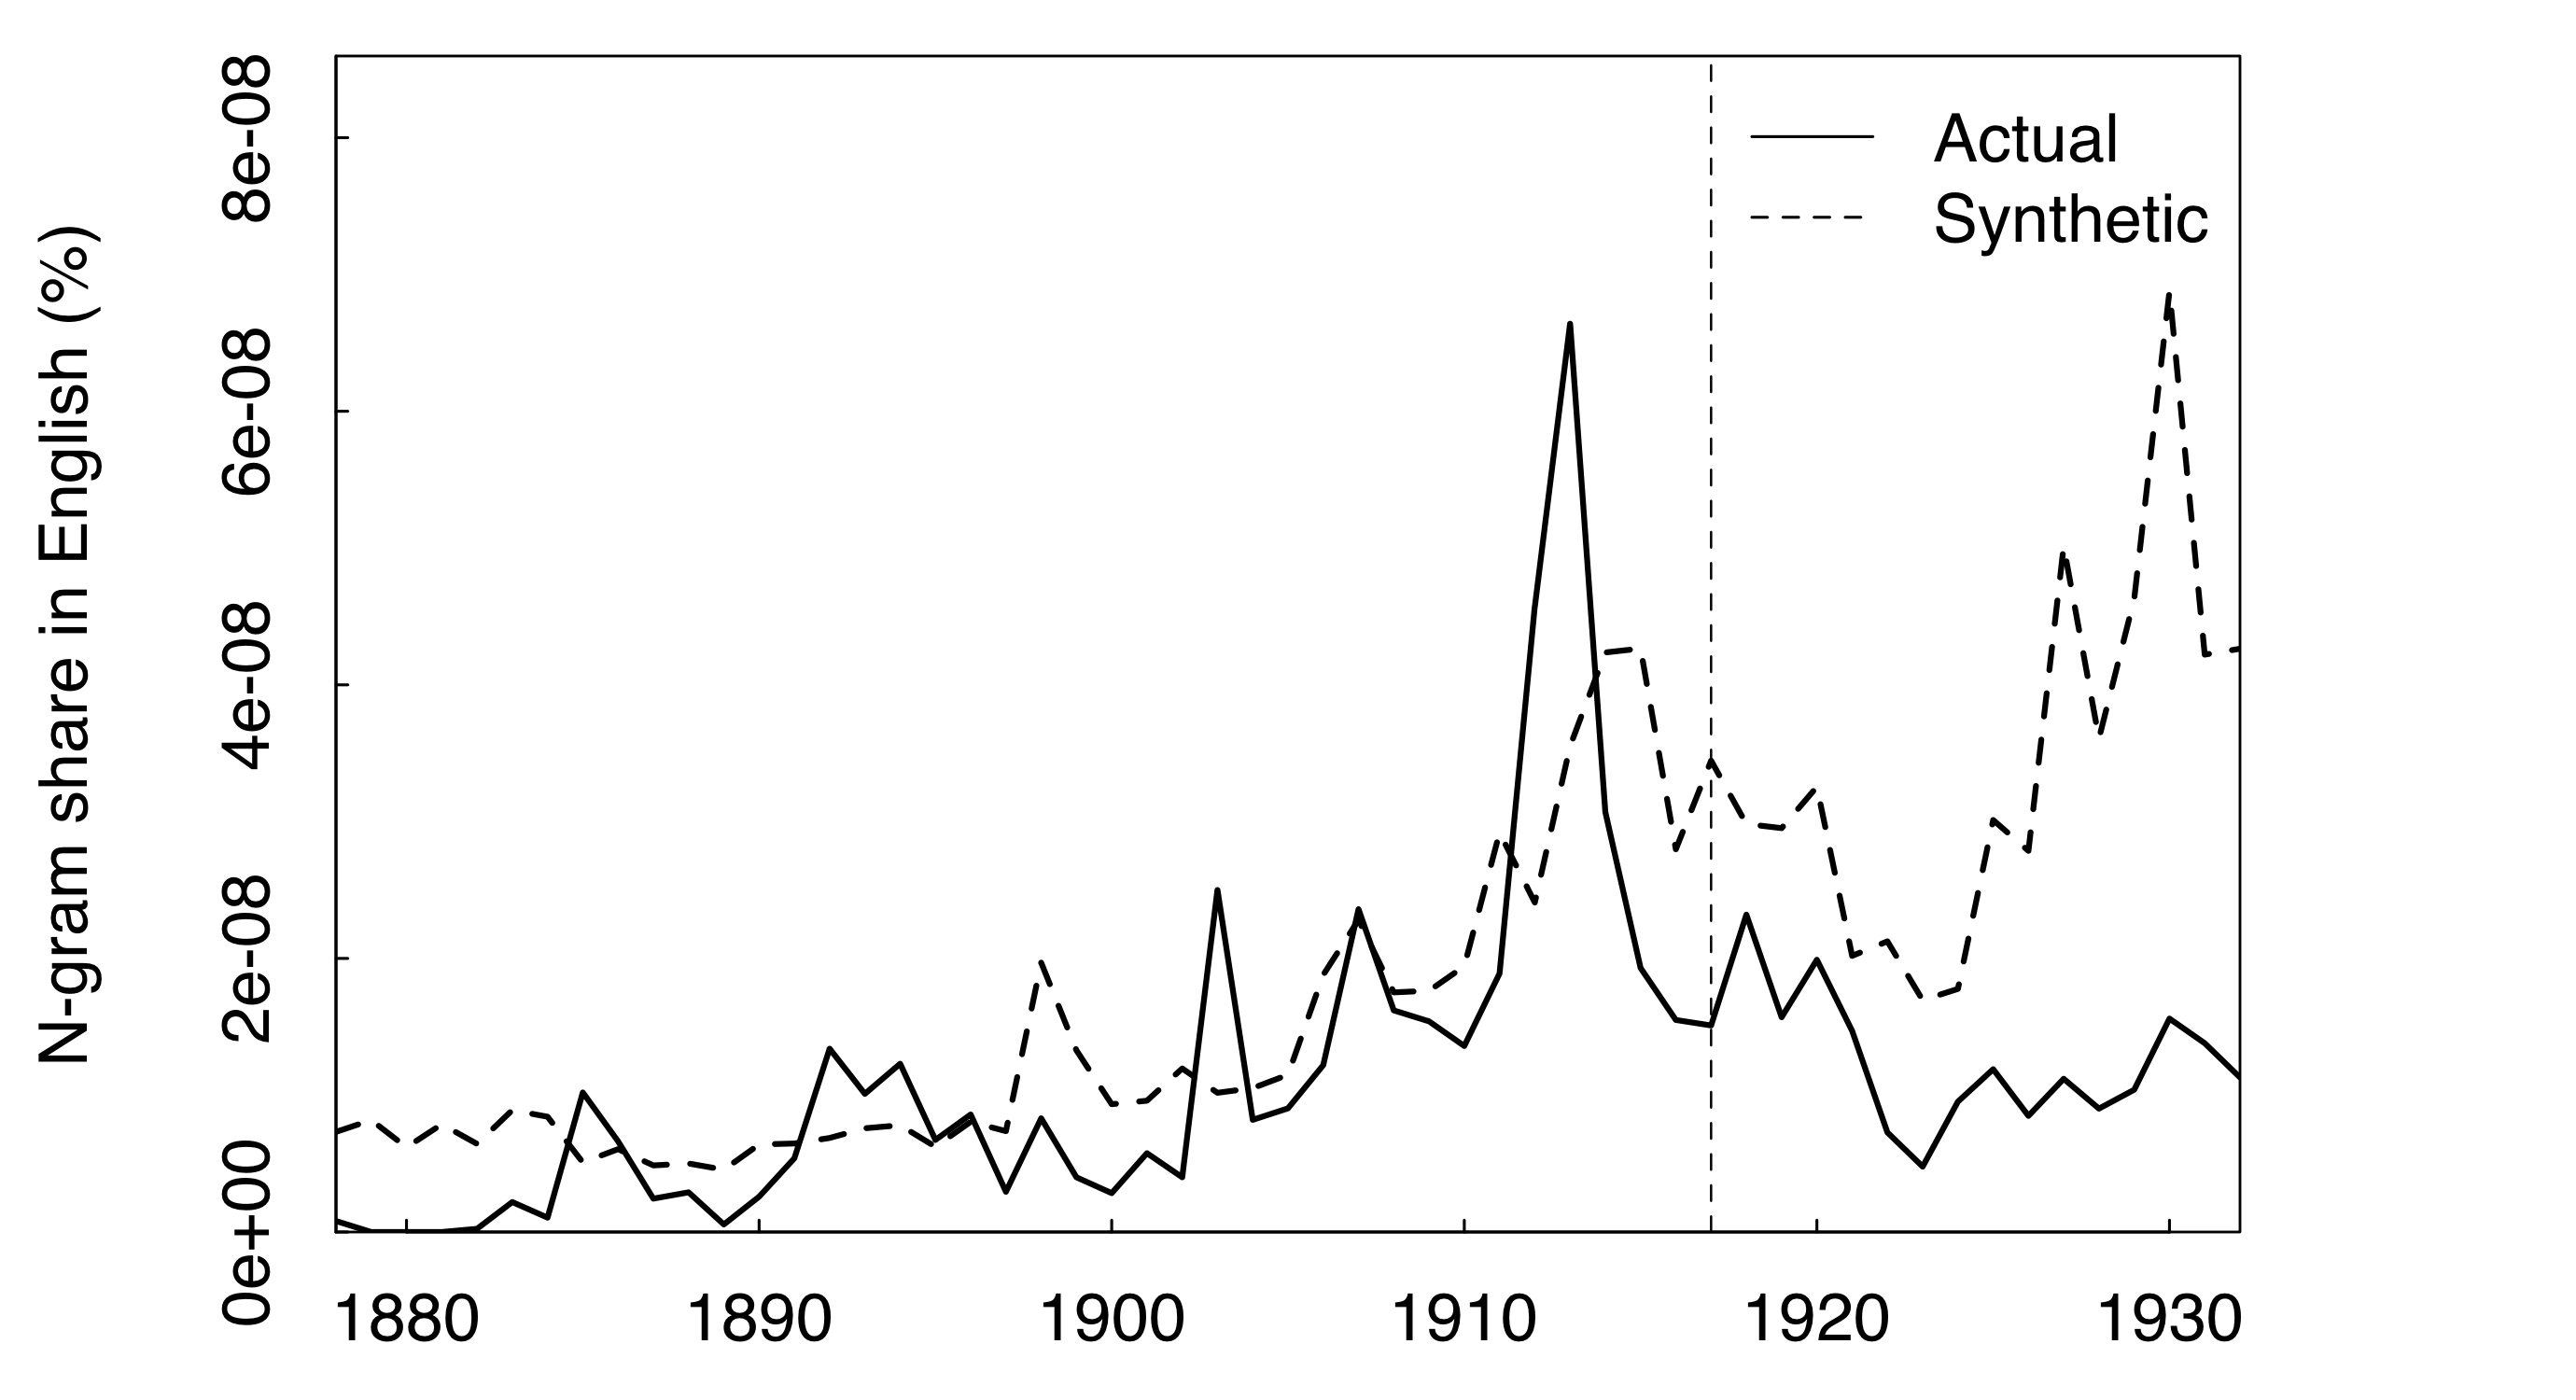 N-gram share in English (%)
8e-08
6e-08
4e-08
2e-08
0e+00
Actual
Synthetic
1880 1890 1900 1910 1920 1930